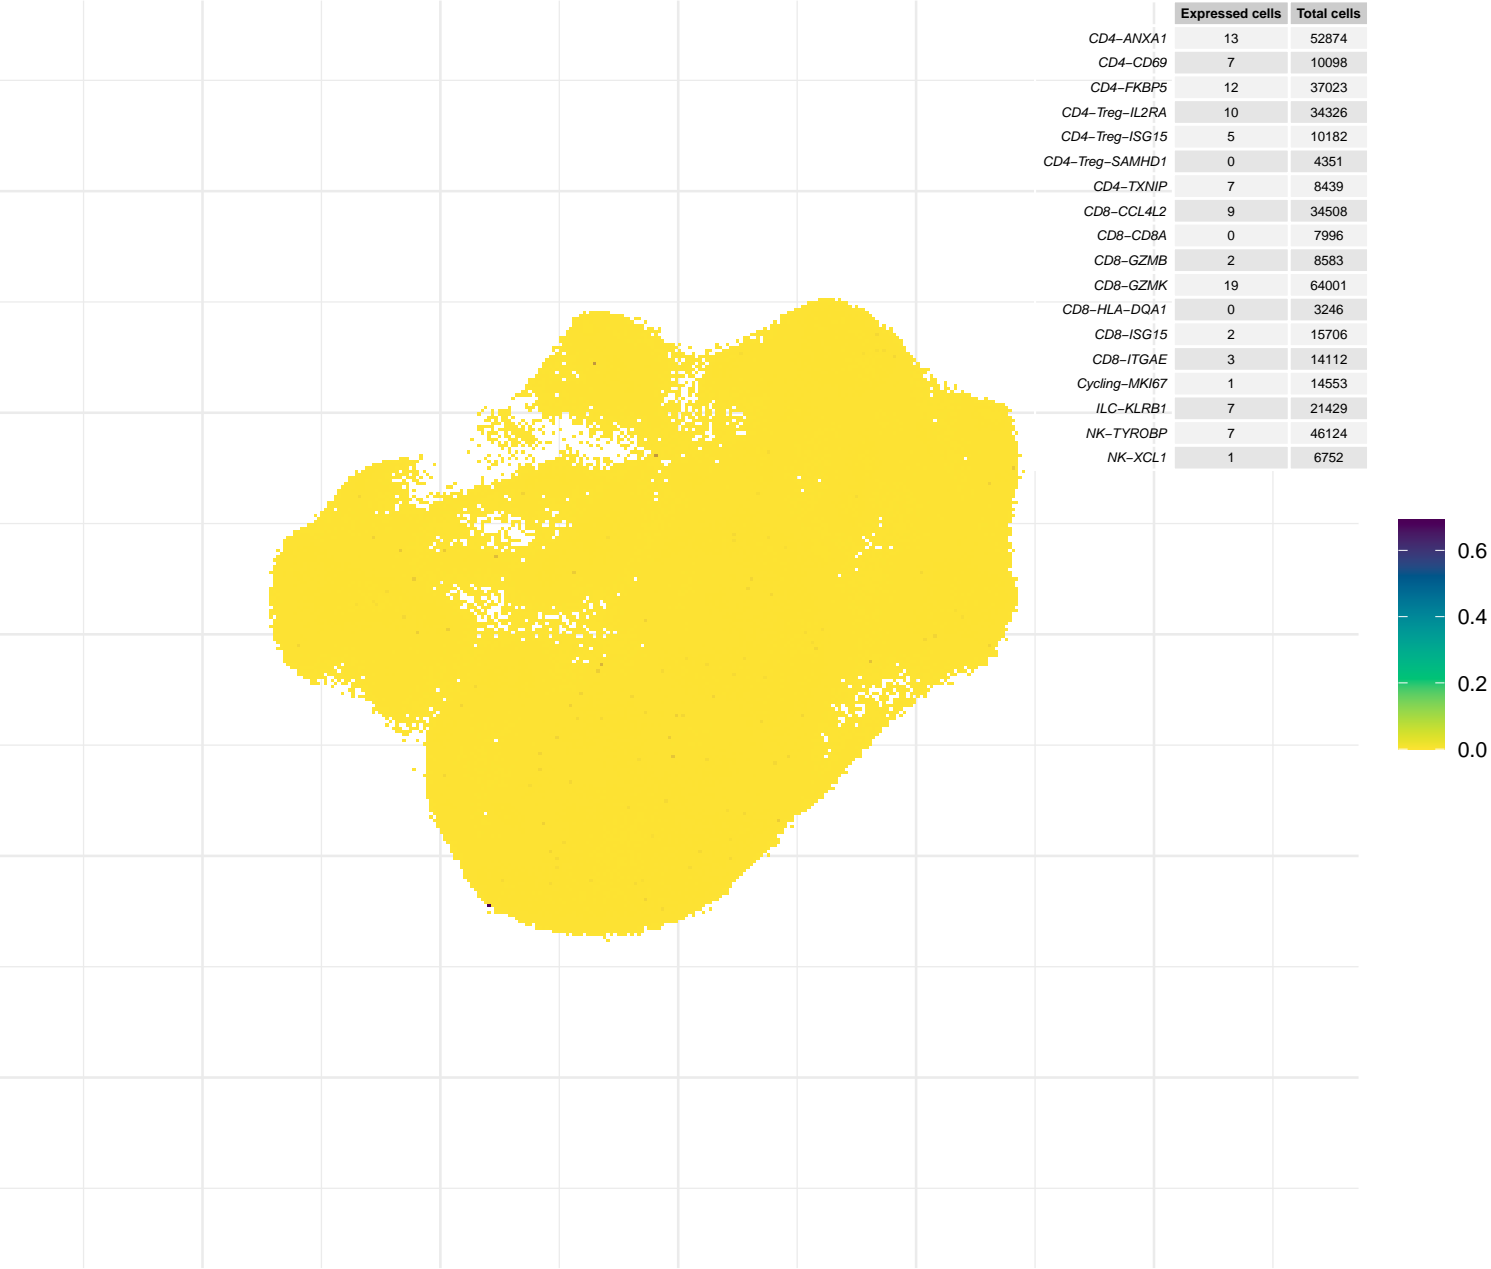 Expressed cells Total cells
CD4−ANXA1 13 52874
CD4−CD69 7 10098
CD4−FKBP5 12 37023
CD4−Treg−IL2RA 10 34326
CD4−Treg−ISG15 5 10182
CD4−Treg−SAMHD1 0 4351
CD4−TXNIP 7 8439
CD8−CCL4L2 9 34508
CD8−CD8A 0 7996
CD8−GZMB 2 8583
CD8−GZMK 19 64001
CD8−HLA−DQA1 0 3246
CD8−ISG15 2 15706
CD8−ITGAE 3 14112
Cycling−MKI67 1 14553
ILC−KLRB1 7 21429
NK−TYROBP 7 46124
NK−XCL1 1 6752
0.6
0.4
0.2
0.0